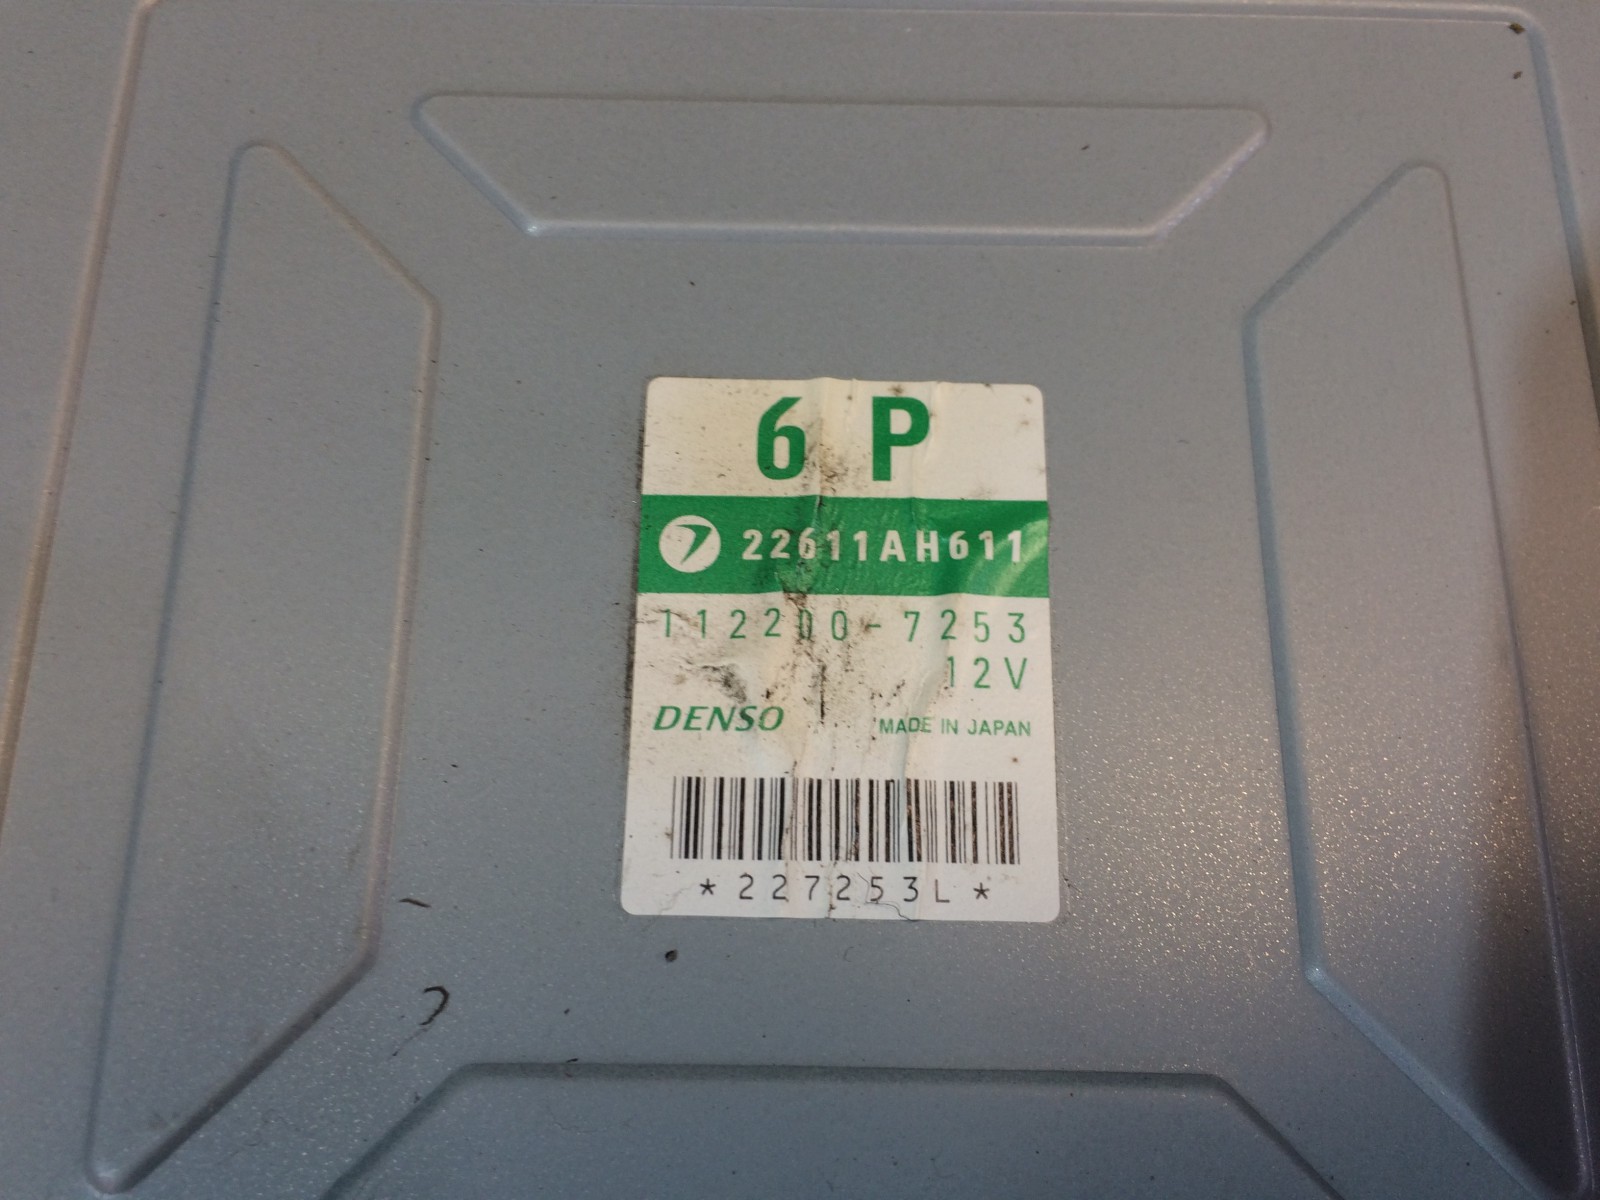 6 P
22611AH611
112200-7253
12V
DENSO MADE IN JAPAN
*227253L*